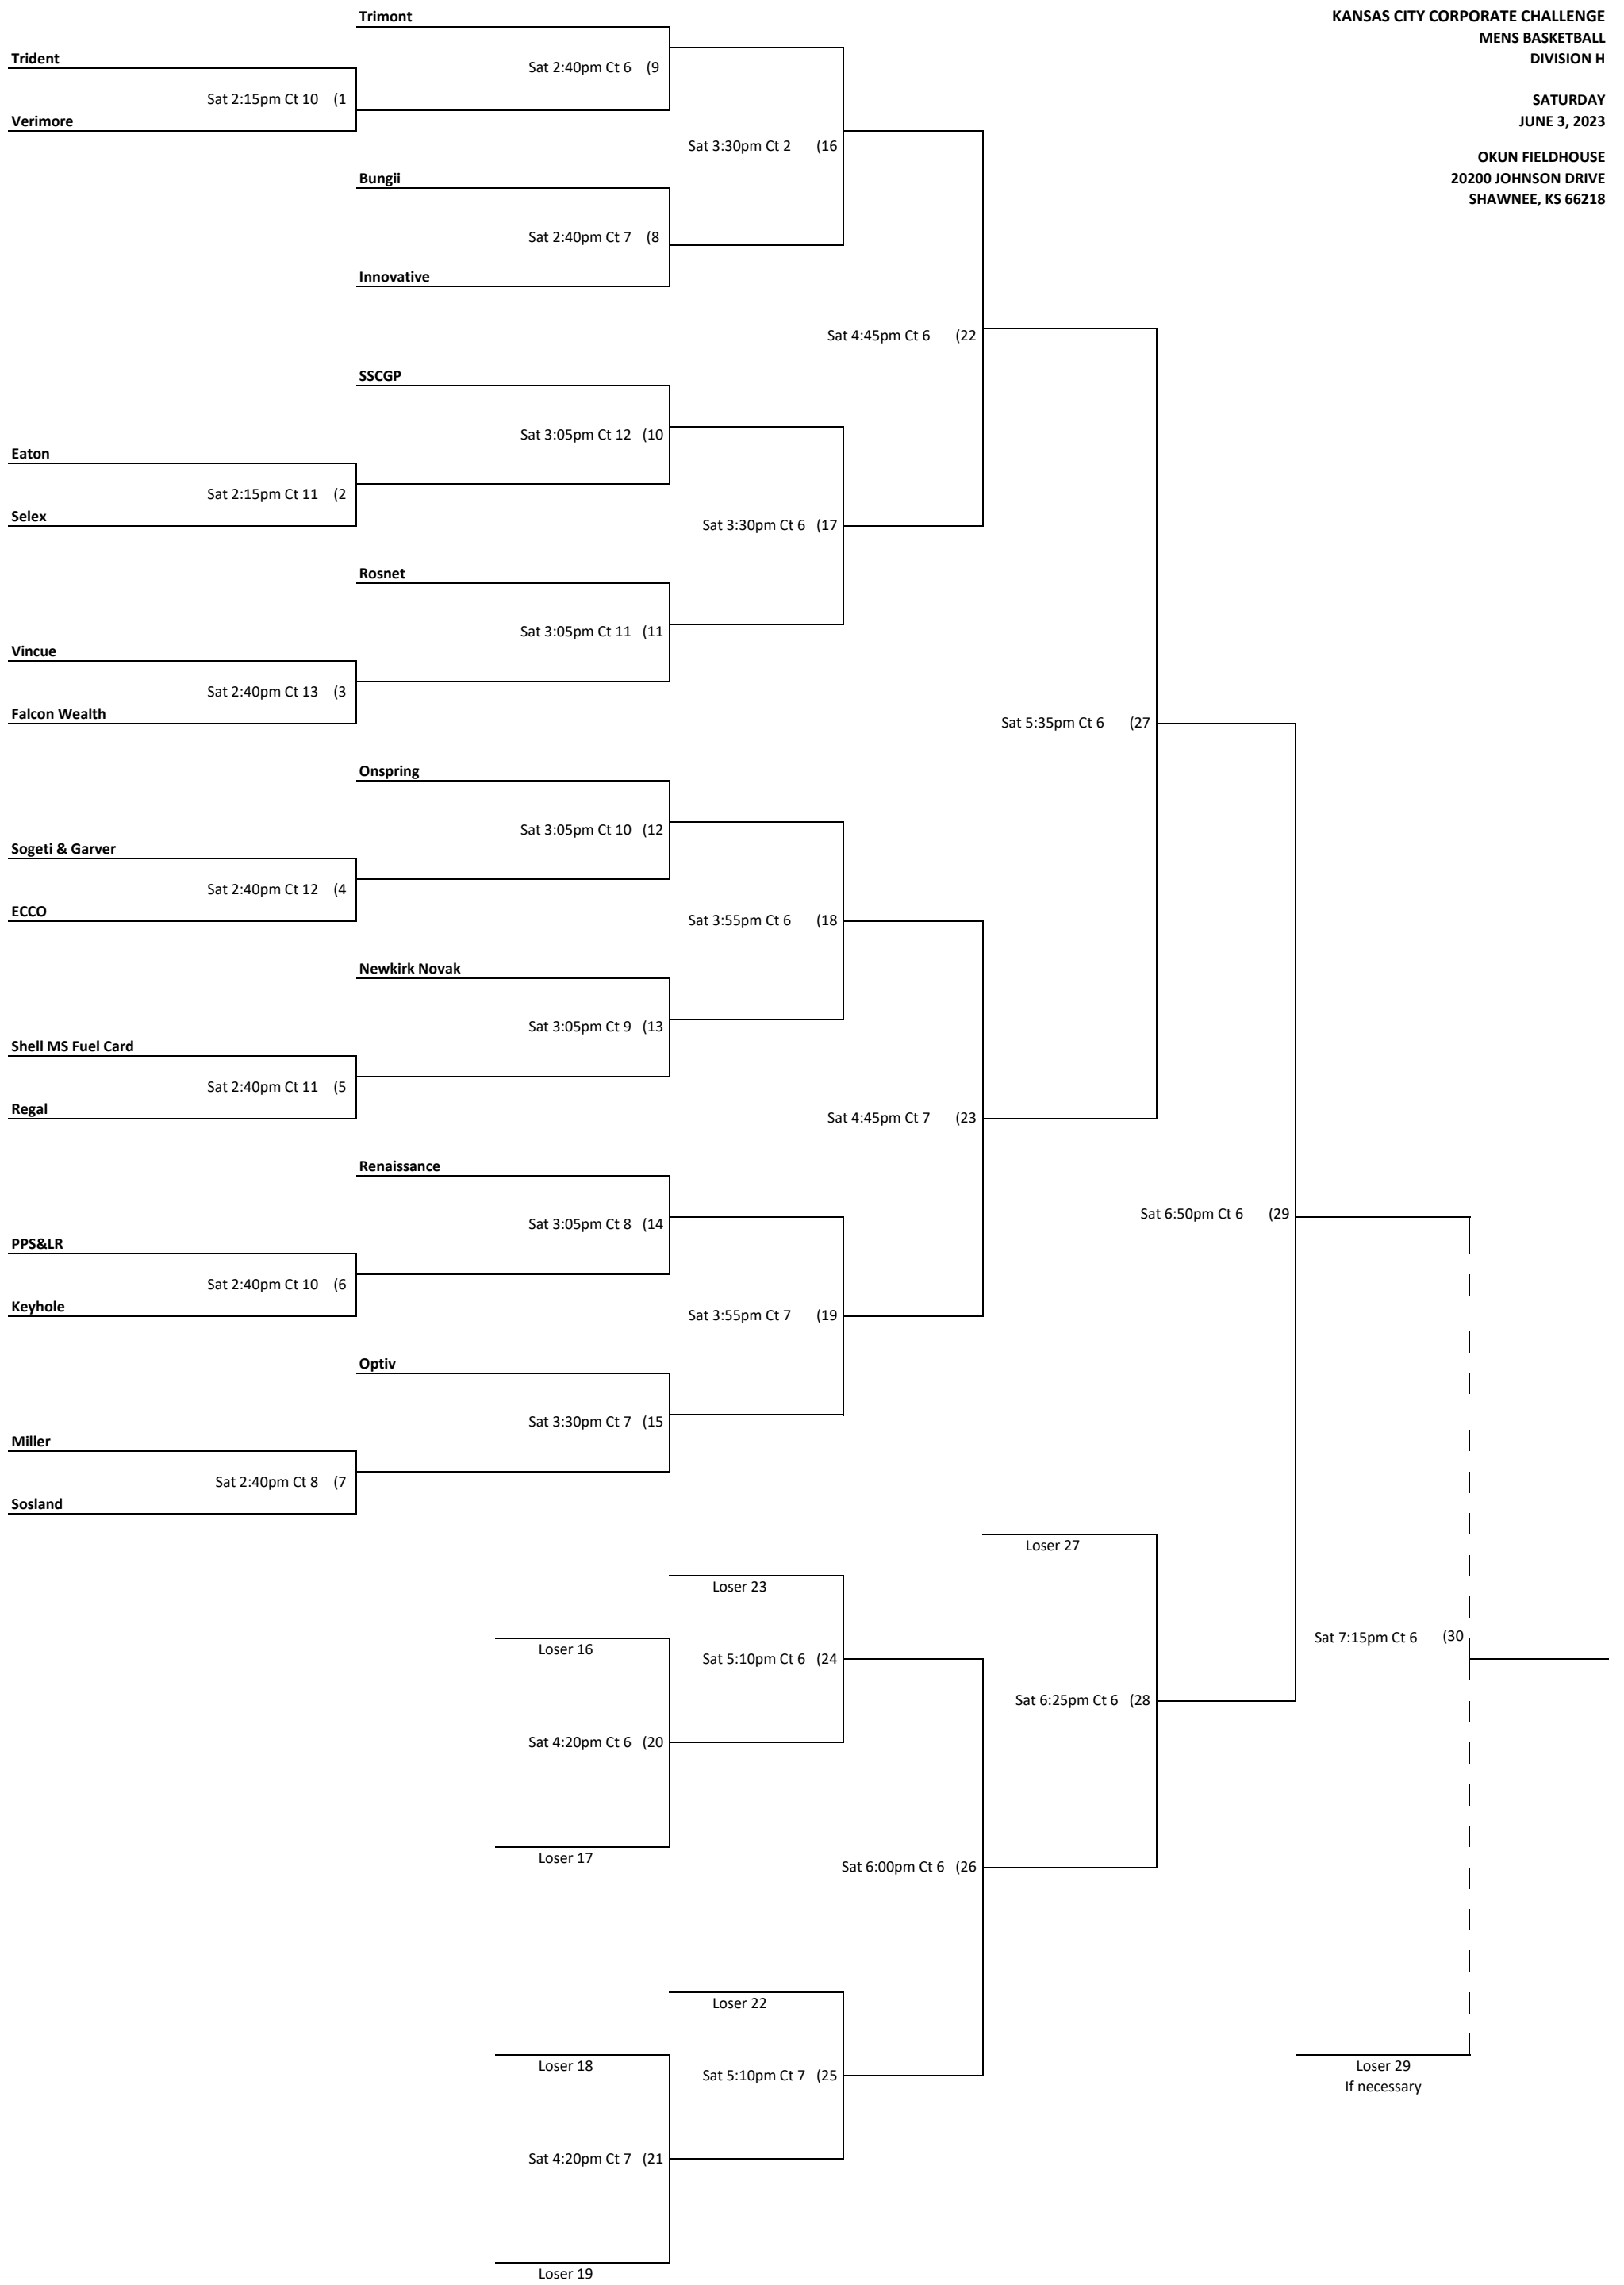 Trimont
KANSAS CITY CORPORATE CHALLENGE
MENS BASKETBALL
DIVISION H
SATURDAY
JUNE 3, 2023
OKUN FIELDHOUSE
20200 JOHNSON DRIVE
SHAWNEE, KS 66218
Trident
Sat 2:40pm Ct 6 (9
Sat 2:15pm Ct 10 (1
Verimore
Sat 3:30pm Ct 2 (16
Bungii
Sat 2:40pm Ct 7 (8
Innovative
Sat 4:45pm Ct 6 (22
SSCGP
Sat 3:05pm Ct 12 (10
Eaton
Sat 2:15pm Ct 11 (2
Selex
Sat 3:30pm Ct 6 (17
Rosnet
Sat 3:05pm Ct 11 (11
Vincue
Sat 2:40pm Ct 13 (3
Falcon Wealth
Sat 5:35pm Ct 6 (27
Onspring
Sat 3:05pm Ct 10 (12
Sogeti & Garver
Sat 2:40pm Ct 12 (4
ECCO
Sat 3:55pm Ct 6 (18
Newkirk Novak
Sat 3:05pm Ct 9 (13
Shell MS Fuel Card
Sat 2:40pm Ct 11 (5
Regal
Sat 4:45pm Ct 7 (23
Renaissance
Sat 3:05pm Ct 8 (14
Sat 6:50pm Ct 6 (29
PPS&LR
Sat 2:40pm Ct 10 (6
Keyhole
Sat 3:55pm Ct 7 (19
Optiv
Sat 3:30pm Ct 7 (15
Miller
Sat 2:40pm Ct 8 (7
Sosland
Loser 27
Loser 23
Loser 16
Sat 7:15pm Ct 6 (30
Sat 5:10pm Ct 6 (24
Sat 6:25pm Ct 6 (28
Sat 4:20pm Ct 6 (20
Loser 17
Sat 6:00pm Ct 6 (26
Loser 22
Loser 18
Sat 5:10pm Ct 7 (25
Loser 29
If necessary
Sat 4:20pm Ct 7 (21
Loser 19